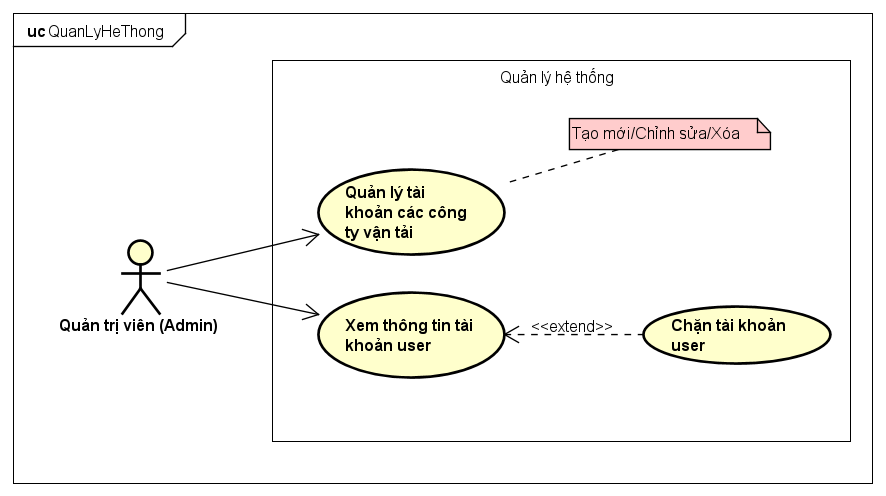 uc QuanLyHeThong
Quản lý hệ thống
Tạo mới/Chỉnh sửa/Xóa
Quản lý tài
khoản các công
ty vận tải
Quản trị viên (Admin)
Xem thông tin tài
khoản user
<<extend>>
Chặn tài khoản
user